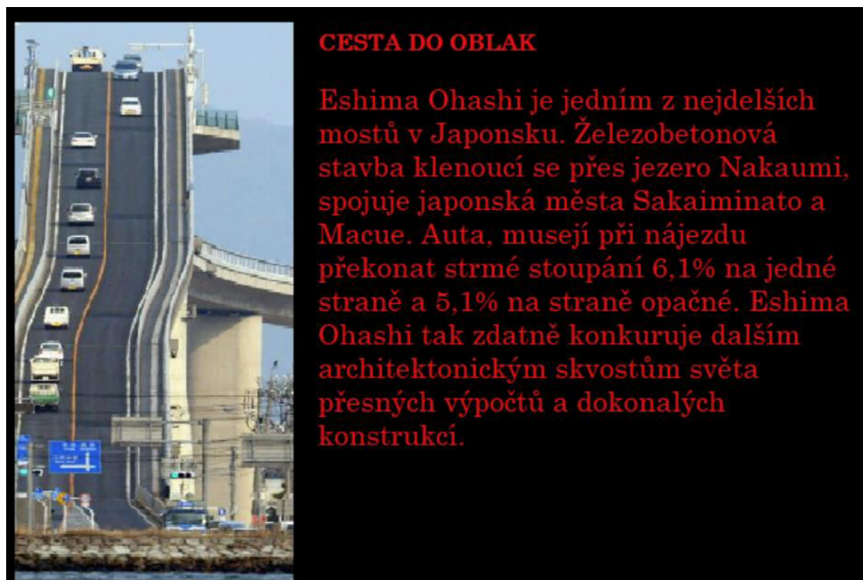 CESTA DO OBLAK
Eshima Ohashi je jedním z nejdelších
mostů v Japonsku. Železobetonová
stavba klenoucí se přes jezero Nakaumi,
spojuje japonská města Sakaiminato a
Macue. Auta, musejí při nájezdu
překonat strmé stoupání 6,1% na jedné
straně a 5,1% na straně opačné. Eshima
Ohashi tak zdatně konkuruje dalším
architektonickým skvostům světa
přesných výpočtů a dokonalých
konstrukcí.